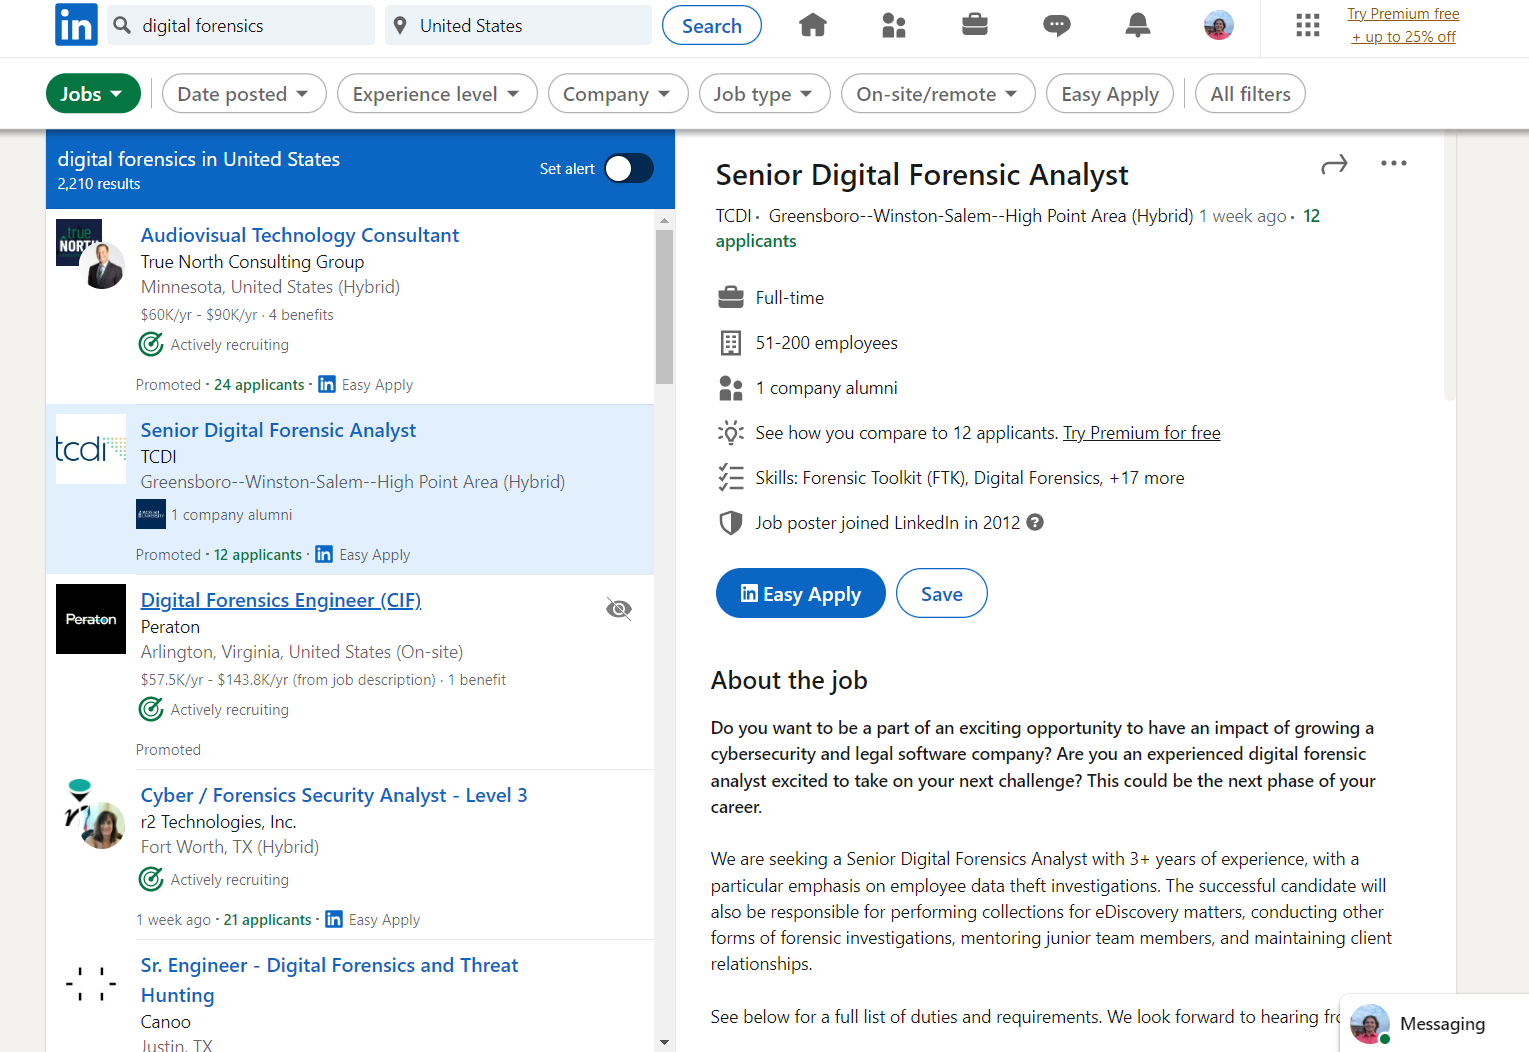 in digital forensics United States Search Try Premium free
+ up to 25% off
Jobs Date posted Experience level Company Job type On-site/remote Easy Apply All filters
digital forensics in United States
2,210 results
Set alert
true
NORTH
Audiovisual Technology Consultant
True North Consulting Group
Minnesota, United States (Hybrid)
$60K/yr - $90K/yr · 4 benefits
Actively recruiting
Promoted · 24 applicants · in Easy Apply
tcdi
Senior Digital Forensic Analyst
TCDI
Greensboro--Winston-Salem--High Point Area (Hybrid)
1 company alumni
Promoted · 12 applicants · in Easy Apply
Peraton
Digital Forensics Engineer (CIF)
Peraton
Arlington, Virginia, United States (On-site)
$57.5K/yr - $143.8K/yr (from job description) · 1 benefit
Actively recruiting
Promoted
Cyber / Forensics Security Analyst - Level 3
r2 Technologies, Inc.
Fort Worth, TX (Hybrid)
Actively recruiting
1 week ago · 21 applicants · in Easy Apply
Sr. Engineer - Digital Forensics and Threat
Hunting
Canoo
Justin, TX
Senior Digital Forensic Analyst
TCDI · Greensboro--Winston-Salem--High Point Area (Hybrid) 1 week ago · 12
applicants
Full-time
51-200 employees
1 company alumni
See how you compare to 12 applicants. Try Premium for free
Skills: Forensic Toolkit (FTK), Digital Forensics, +17 more
Job poster joined LinkedIn in 2012 ?
in Easy Apply Save
About the job
Do you want to be a part of an exciting opportunity to have an impact of growing a
cybersecurity and legal software company? Are you an experienced digital forensic
analyst excited to take on your next challenge? This could be the next phase of your
career.
We are seeking a Senior Digital Forensics Analyst with 3+ years of experience, with a
particular emphasis on employee data theft investigations. The successful candidate will
also be responsible for performing collections for eDiscovery matters, conducting other
forms of forensic investigations, mentoring junior team members, and maintaining client
relationships.
See below for a full list of duties and requirements. We look forward to hearing fr
Messaging